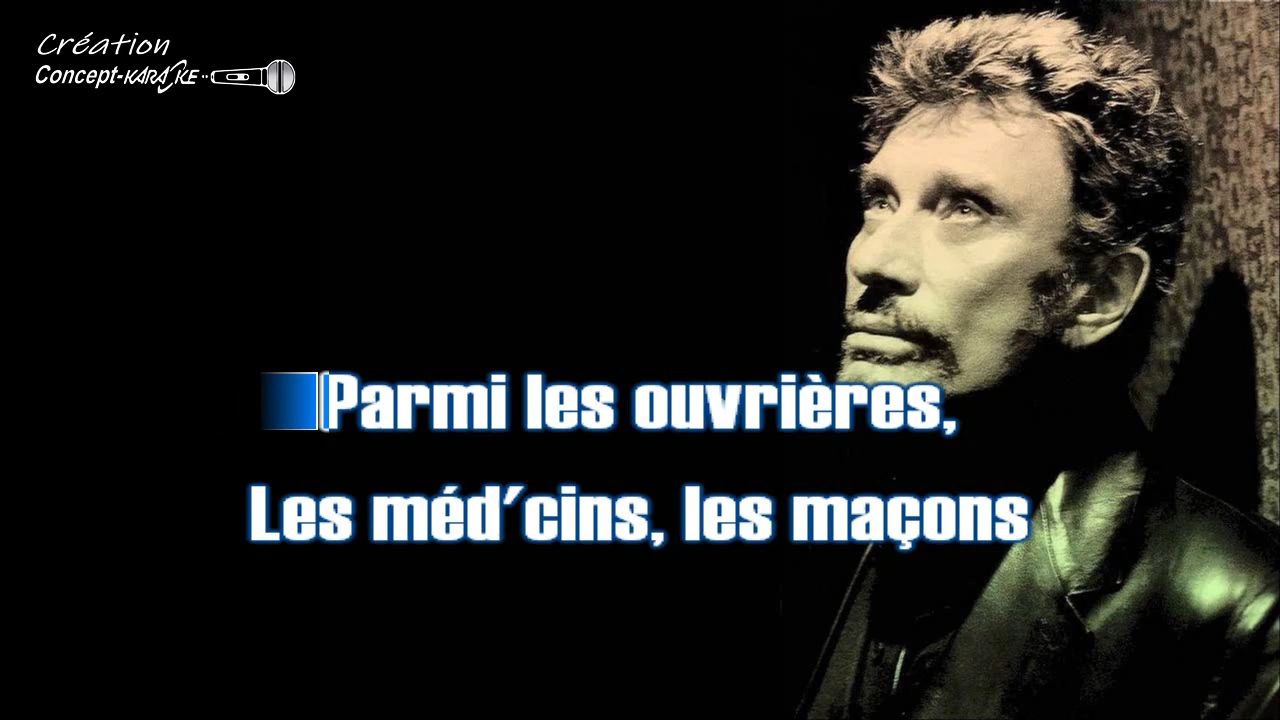 Création
Concept-KARAOKE
Parmi les ouvrières,
Les méd'cins, les maçons